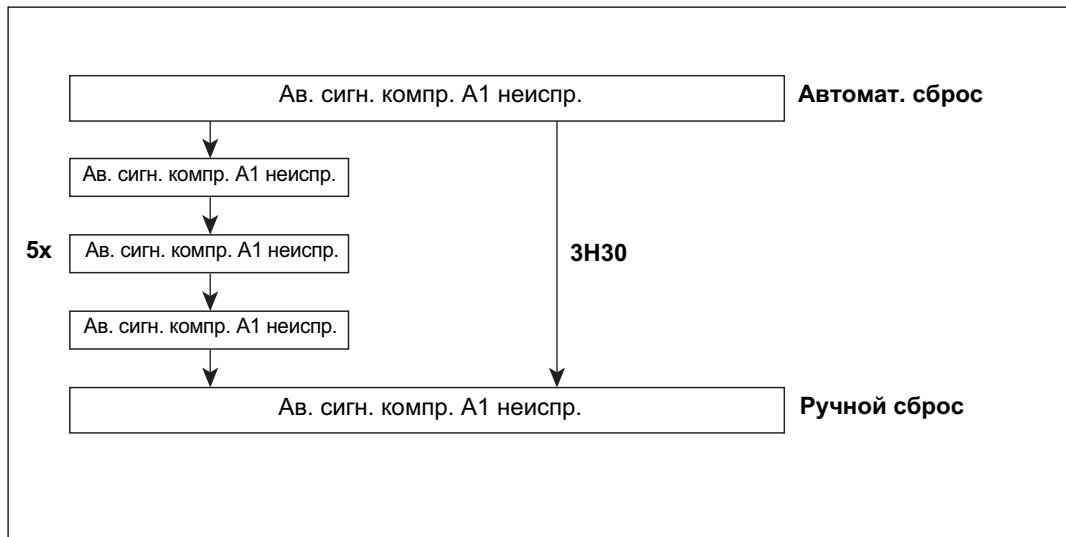 Ав. сигн. компр. А1 неиспр. Автомат. сброс
Ав. сигн. компр. А1 неиспр.
5x Ав. сигн. компр. А1 неиспр. 3H30
Ав. сигн. компр. А1 неиспр.
Ав. сигн. компр. А1 неиспр. Ручной сброс